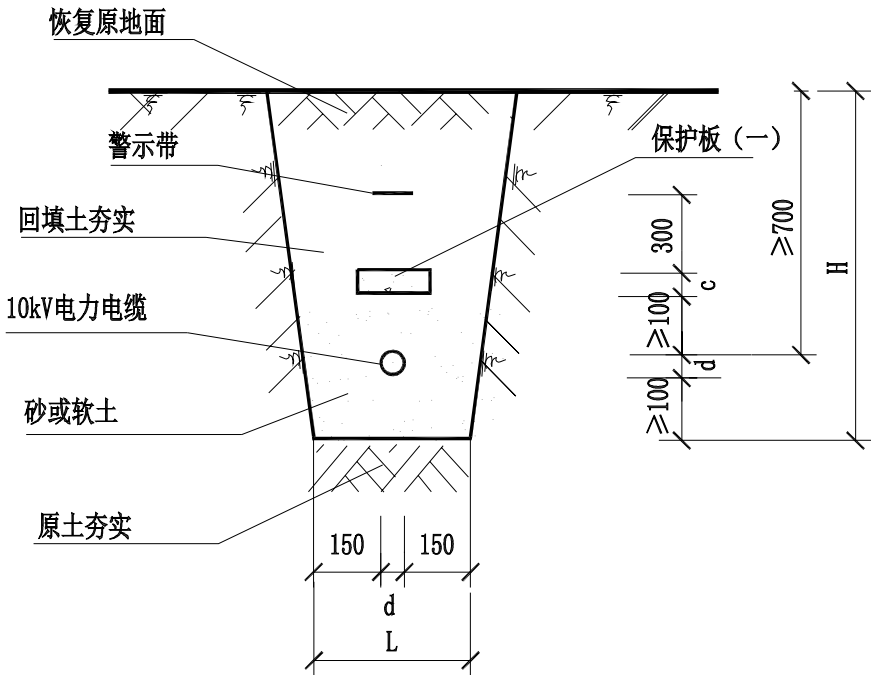 恢复原地面
警示带
保护板（一）
回填土夯实
10kV电力电缆
砂或软土
原土夯实
300
c
≥100
d
≥100
≥700
H
150
150
d
L